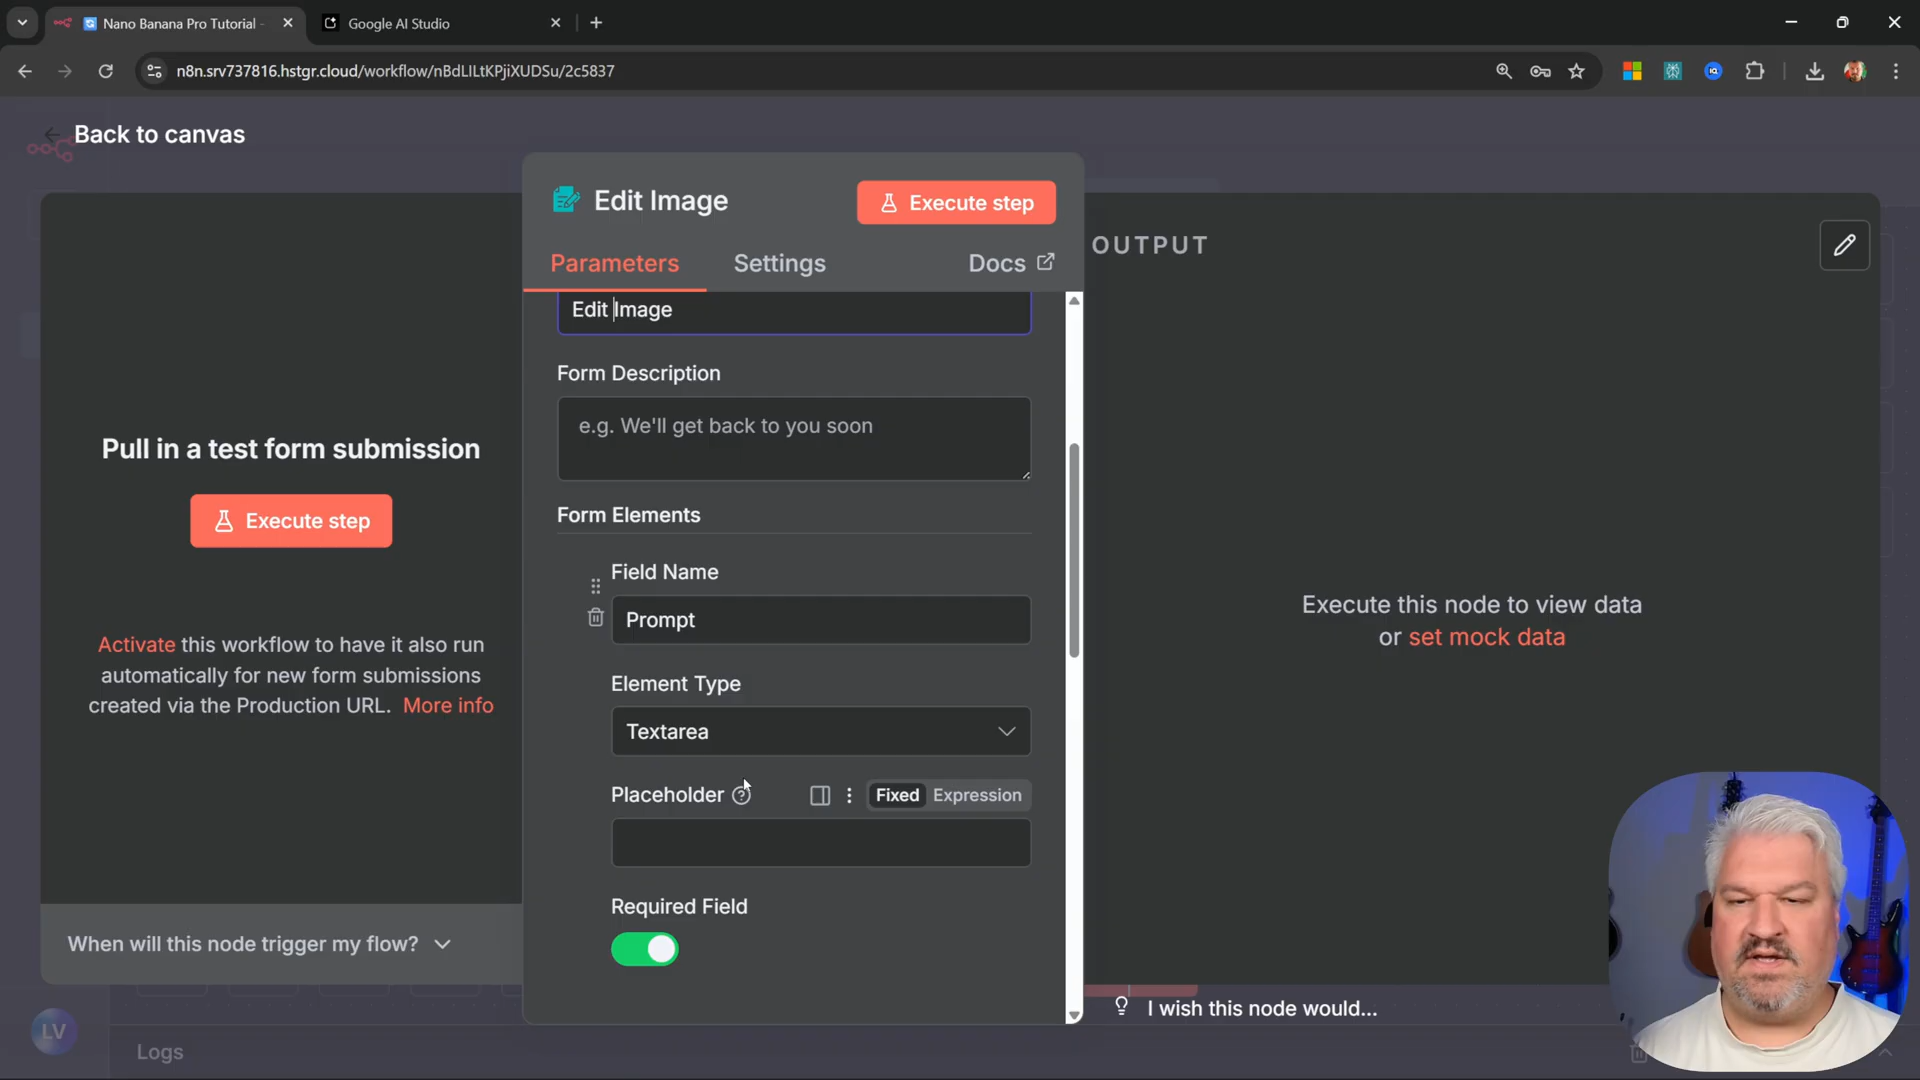 Nano Banana Pro Tutorial -
Google AI Studio
n8n.srv737816.hstgr.cloud/workflow/nBdLlLtKPjiXUDSu/2c5837
Back to canvas
Edit Image
Execute step
Parameters
Settings
Docs
OUTPUT
Edit Image
Form Description
e.g. We'll get back to you soon
Pull in a test form submission
Execute step
Form Elements
Field Name
Prompt
Execute this node to view data
or set mock data
Activate this workflow to have it also run
automatically for new form submissions
created via the Production URL. More info
Element Type
Textarea
Placeholder
Fixed
Expression
Required Field
When will this node trigger my flow?
I wish this node would...
LV
Logs